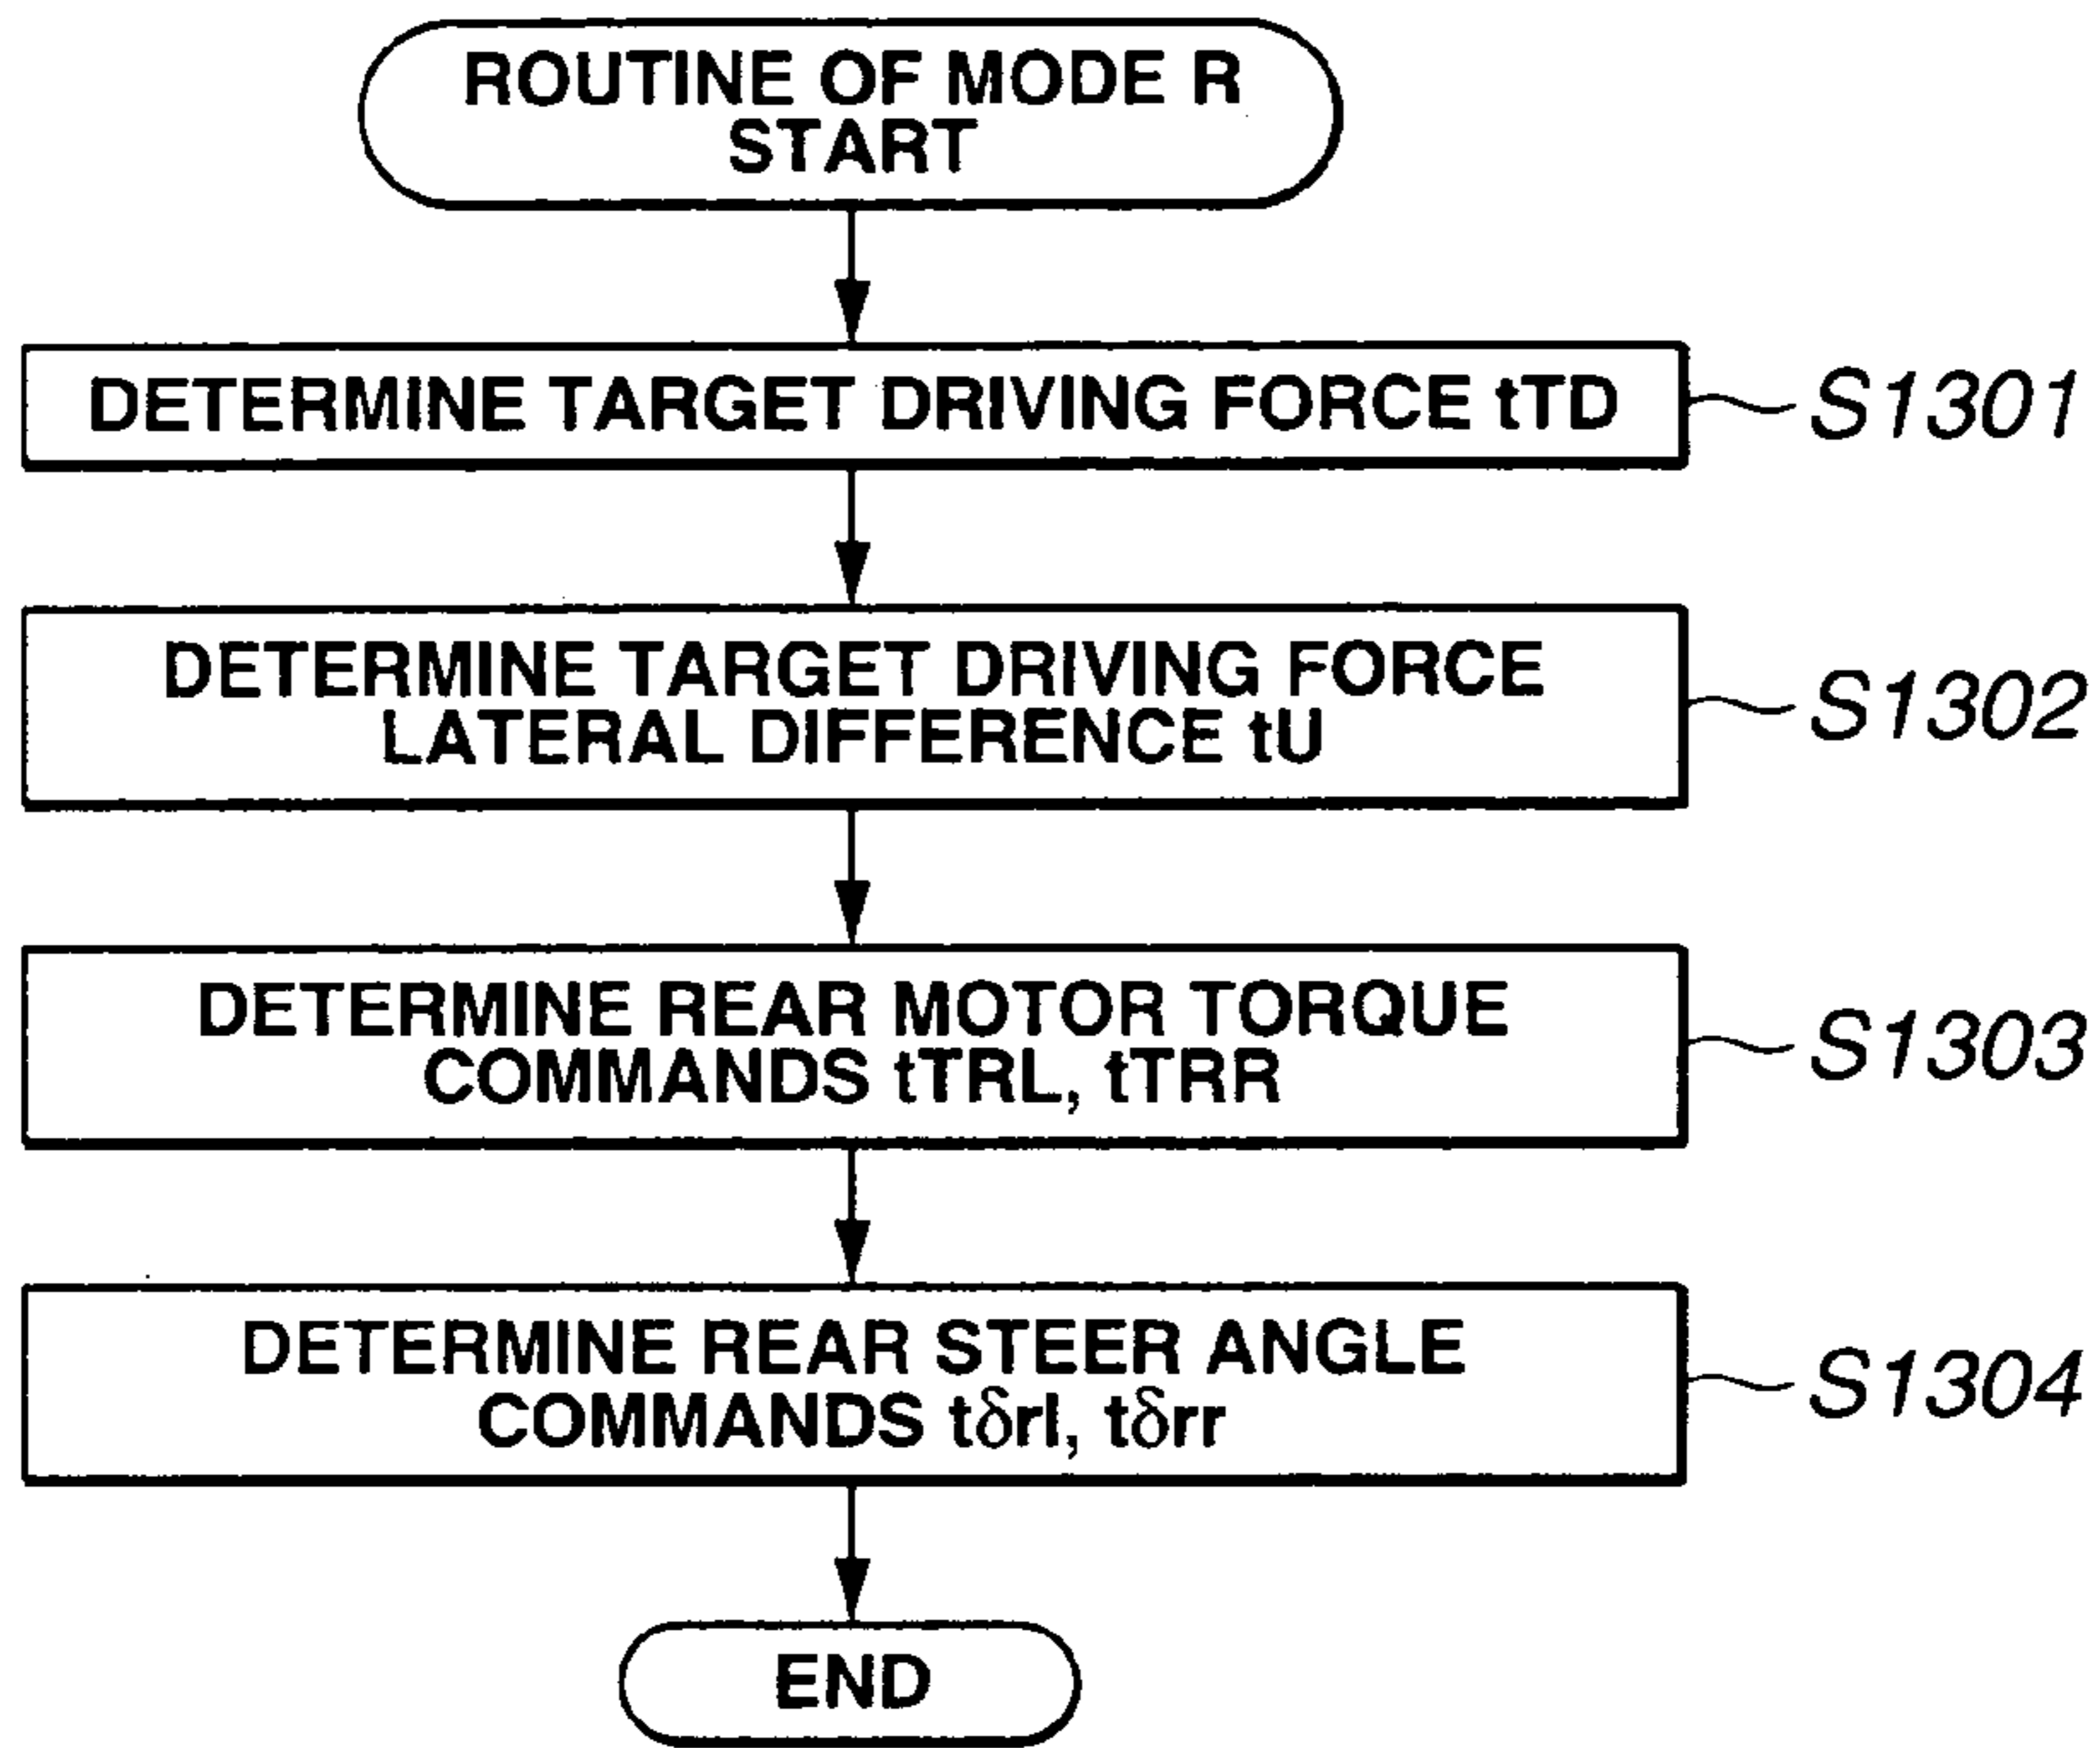 ROUTINE OF MODE R
START
DETERMINE TARGET DRIVING FORCE tTD
S1301
DETERMINE TARGET DRIVING FORCE
LATERAL DIFFERENCE tU
S1302
DETERMINE REAR MOTOR TORQUE
COMMANDS tTRL, tTRR
S1303
DETERMINE REAR STEER ANGLE
COMMANDS tδrl, tδrr
S1304
END